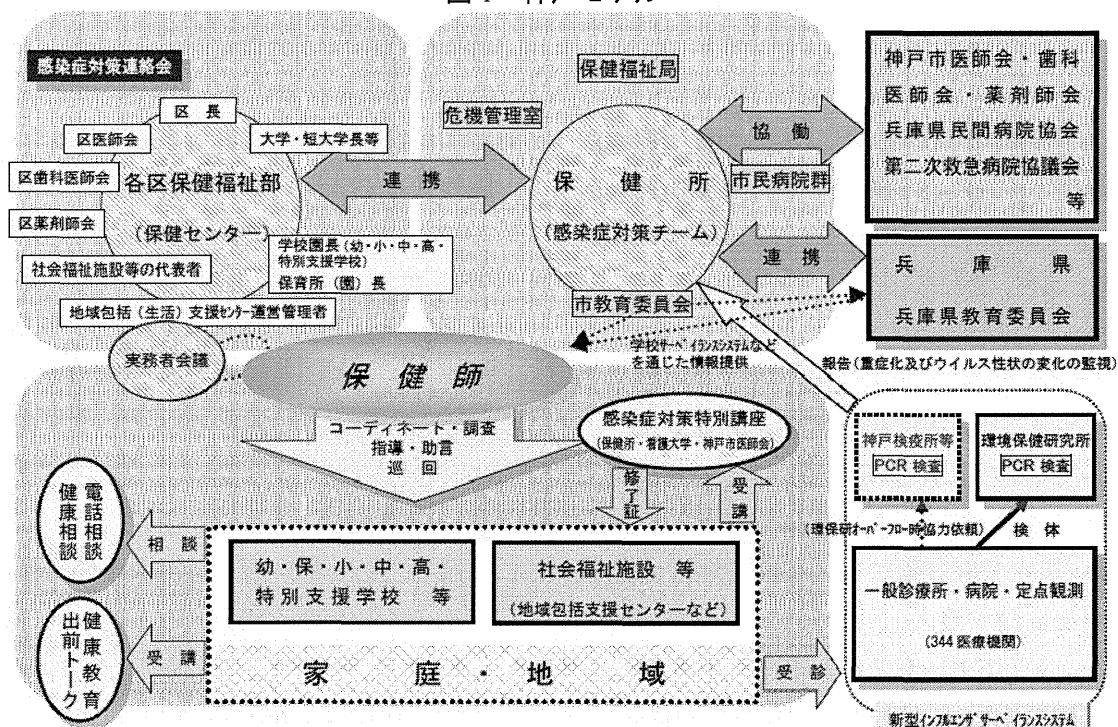 感染症対策連絡会
区長
区医師会
大学・短大学長等
区歯科医師会
各区保健福祉部
区薬剤師会
(保健センター)
学校園長(幼・小・中・高・
特別支援学校)
保育所(園)長
社会福祉施設等の代表者
地域包括(生活)支援センター運営管理者
実務者会議
連携
保健福祉局
危機管理室
保健所
(感染症対策チーム)
市民病院群
市教育委員会
協働
連携
神戸市医師会・歯科
医師会・薬剤師会
兵庫県民間病院協会
第二次救急病院協議会
等
兵庫県
兵庫県教育委員会
学校サーベイランスシステムなど
を通じた情報提供
報告(重症化及びウイルス性状の変化の監視)
保健師
コーディネート・調査
指導・助言
巡回
感染症対策特別講座
(保健所・看護大学・神戸市医師会)
修了証
受講
神戸検疫所等
PCR 検査
環境保健研究所
PCR 検査
(環保研オーバーフロー時協力依頼)
検体
電話相談
健康相談
相談
幼・保・小・中・高・
特別支援学校 等
社会福祉施設 等
(地域包括支援センターなど)
一般診療所・病院・定点観測
(344 医療機関)
健康教育
出前トーク
受講
家庭・地域
受診
新型インフルエンザサーベイランスシステム